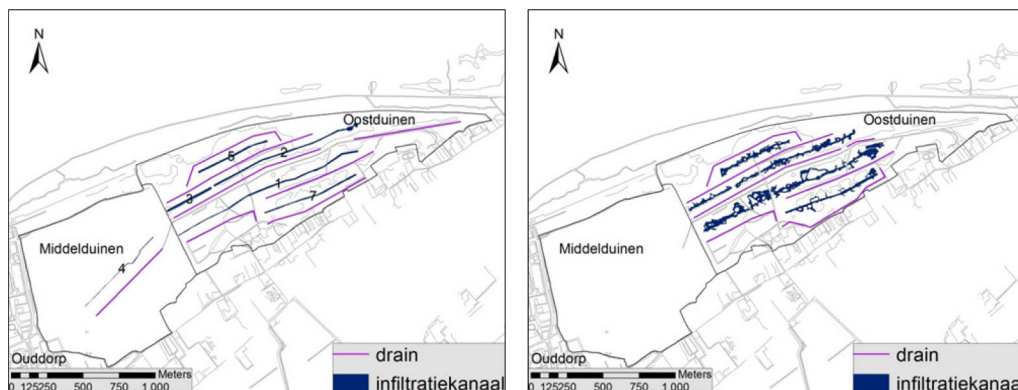 N
Oostduinen
5
2
3
1
7
Middelduinen
4
Ouddorp
Meters
0 125250 500 750 1.000
drain
infiltratiekanaal
N
Oostduinen
Middelduinen
Ouddorp
Meters
0 125250 500 750 1.000
drain
infiltratiekanaal